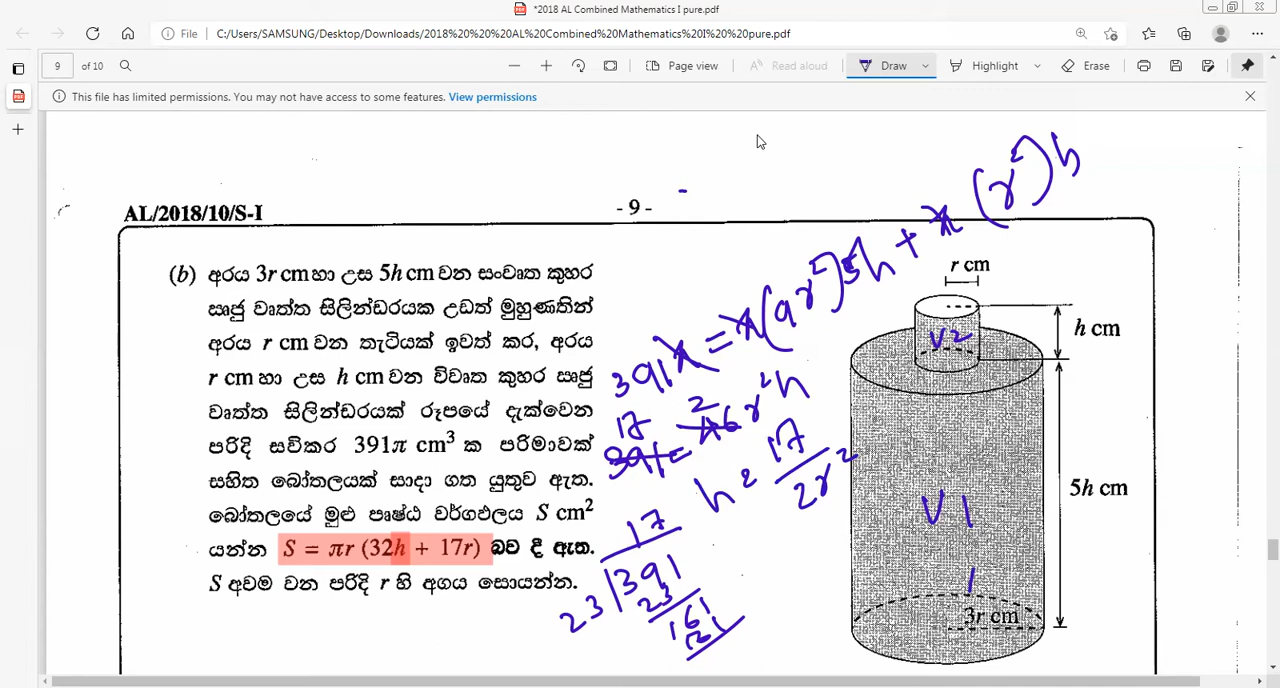 *2018 AL Combined Mathematics I pure.pdf
File C:/Users/SAMSUNG/Desktop/Downloads/2018%20%20%20AL%20Combined%20Mathematics%20I%20%20pure.pdf
9 of 10 Page view Read aloud Draw Highlight Erase
This file has limited permissions. You may not have access to some features. View permissions
AL/2018/10/S-I
- 9 -
(b) අරය 3r cm හා උස 5h cm වන සංවෘත කුහර
සෘජු වෘත්ත සිලින්ඩරයක උඩත් මුහුණතින්
අරය r cm වන තැටියක් ඉවත් කර, අරය
r cm හා උස h cm වන විවෘත කුහර සෘජු
වෘත්ත සිලින්ඩරයක් රූපයේ දැක්වෙන
පරිදි සවිකර 391π cm³ ක පරිමාවක්
සහිත බෝතලයක් සාදා ගත යුතුව ඇත.
බෝතලයේ මුළු පෘෂ්ඨ වර්ගඵලය S cm²
යන්න S = πr (32h + 17r) බව දී ඇත.
S අවම වන පරිදි r හි අගය සොයන්න.
391π = π(9r²)5h + π(r²)h
17 2
391 = 46 r²h
h = 17/2r²
17
23 391
23
161
161
r cm
h cm
V2
5h cm
V1
3r cm